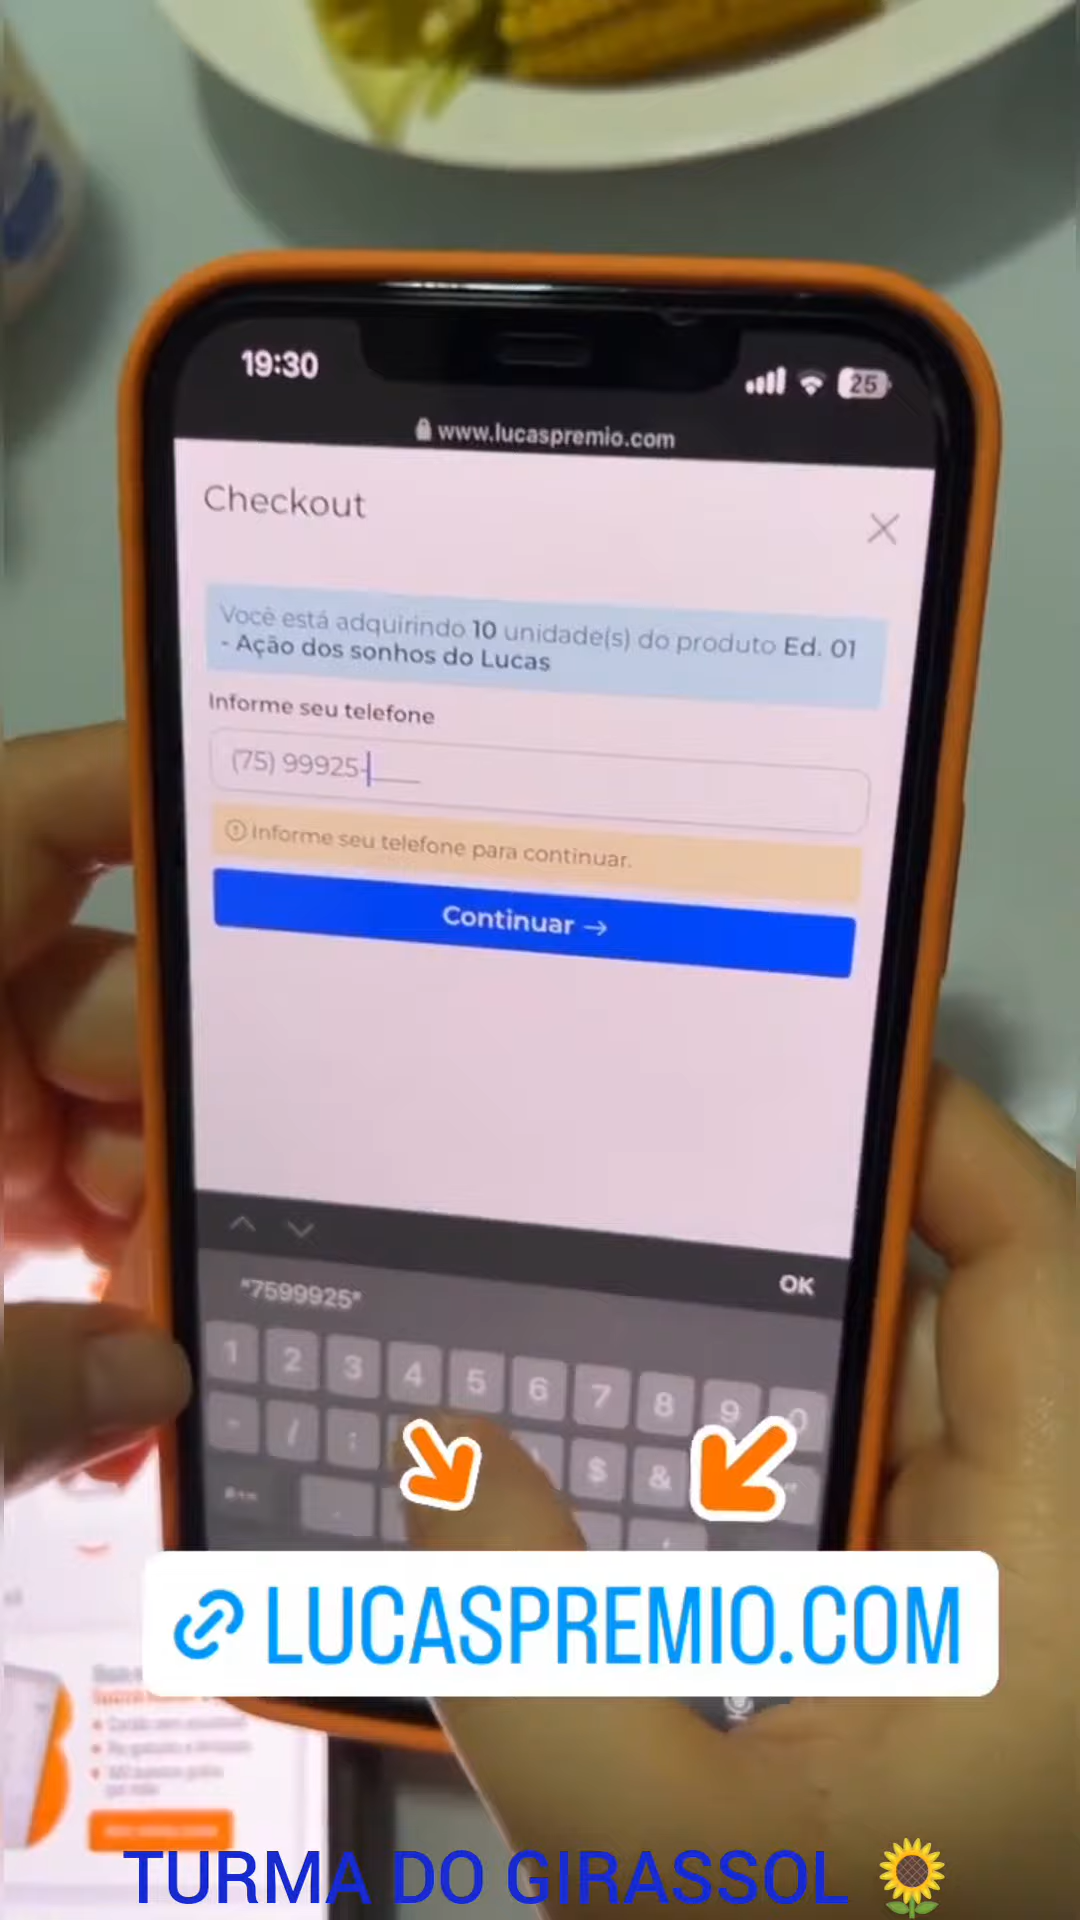 19:30
25
www.lucaspremio.com
Checkout
Você está adquirindo 10 unidade(s) do produto Ed. 01
- Ação dos sonhos do Lucas
Informe seu telefone
(75) 99925-____
Informe seu telefone para continuar.
Continuar →
OK
"7599925"
1 2 3 4 5 6 7 8 9 0
- / : $ & "
#+=
.
LUCASPREMIO.COM
TURMA DO GIRASSOL 🌻